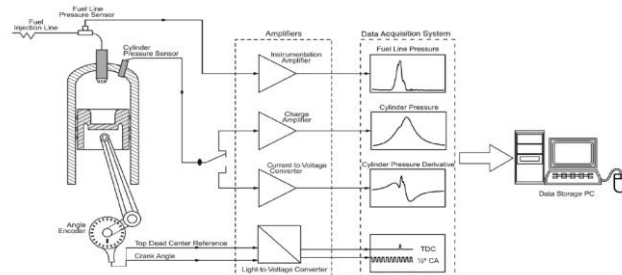 Fuel
Injection Line
Fuel Line
Pressure Sensor
Cylinder
Pressure Sensor
Amplifiers
Instrumentation
Amplifier
Charge
Amplifier
Current-to-Voltage
Converter
Light-to-Voltage Converter
Data Acquisition System
Fuel Line Pressure
Cylinder Pressure
Cylinder Pressure Derivative
TDC
½° CA
Data Storage PC
Angle
Encoder
Top Dead Center Reference
Crank Angle